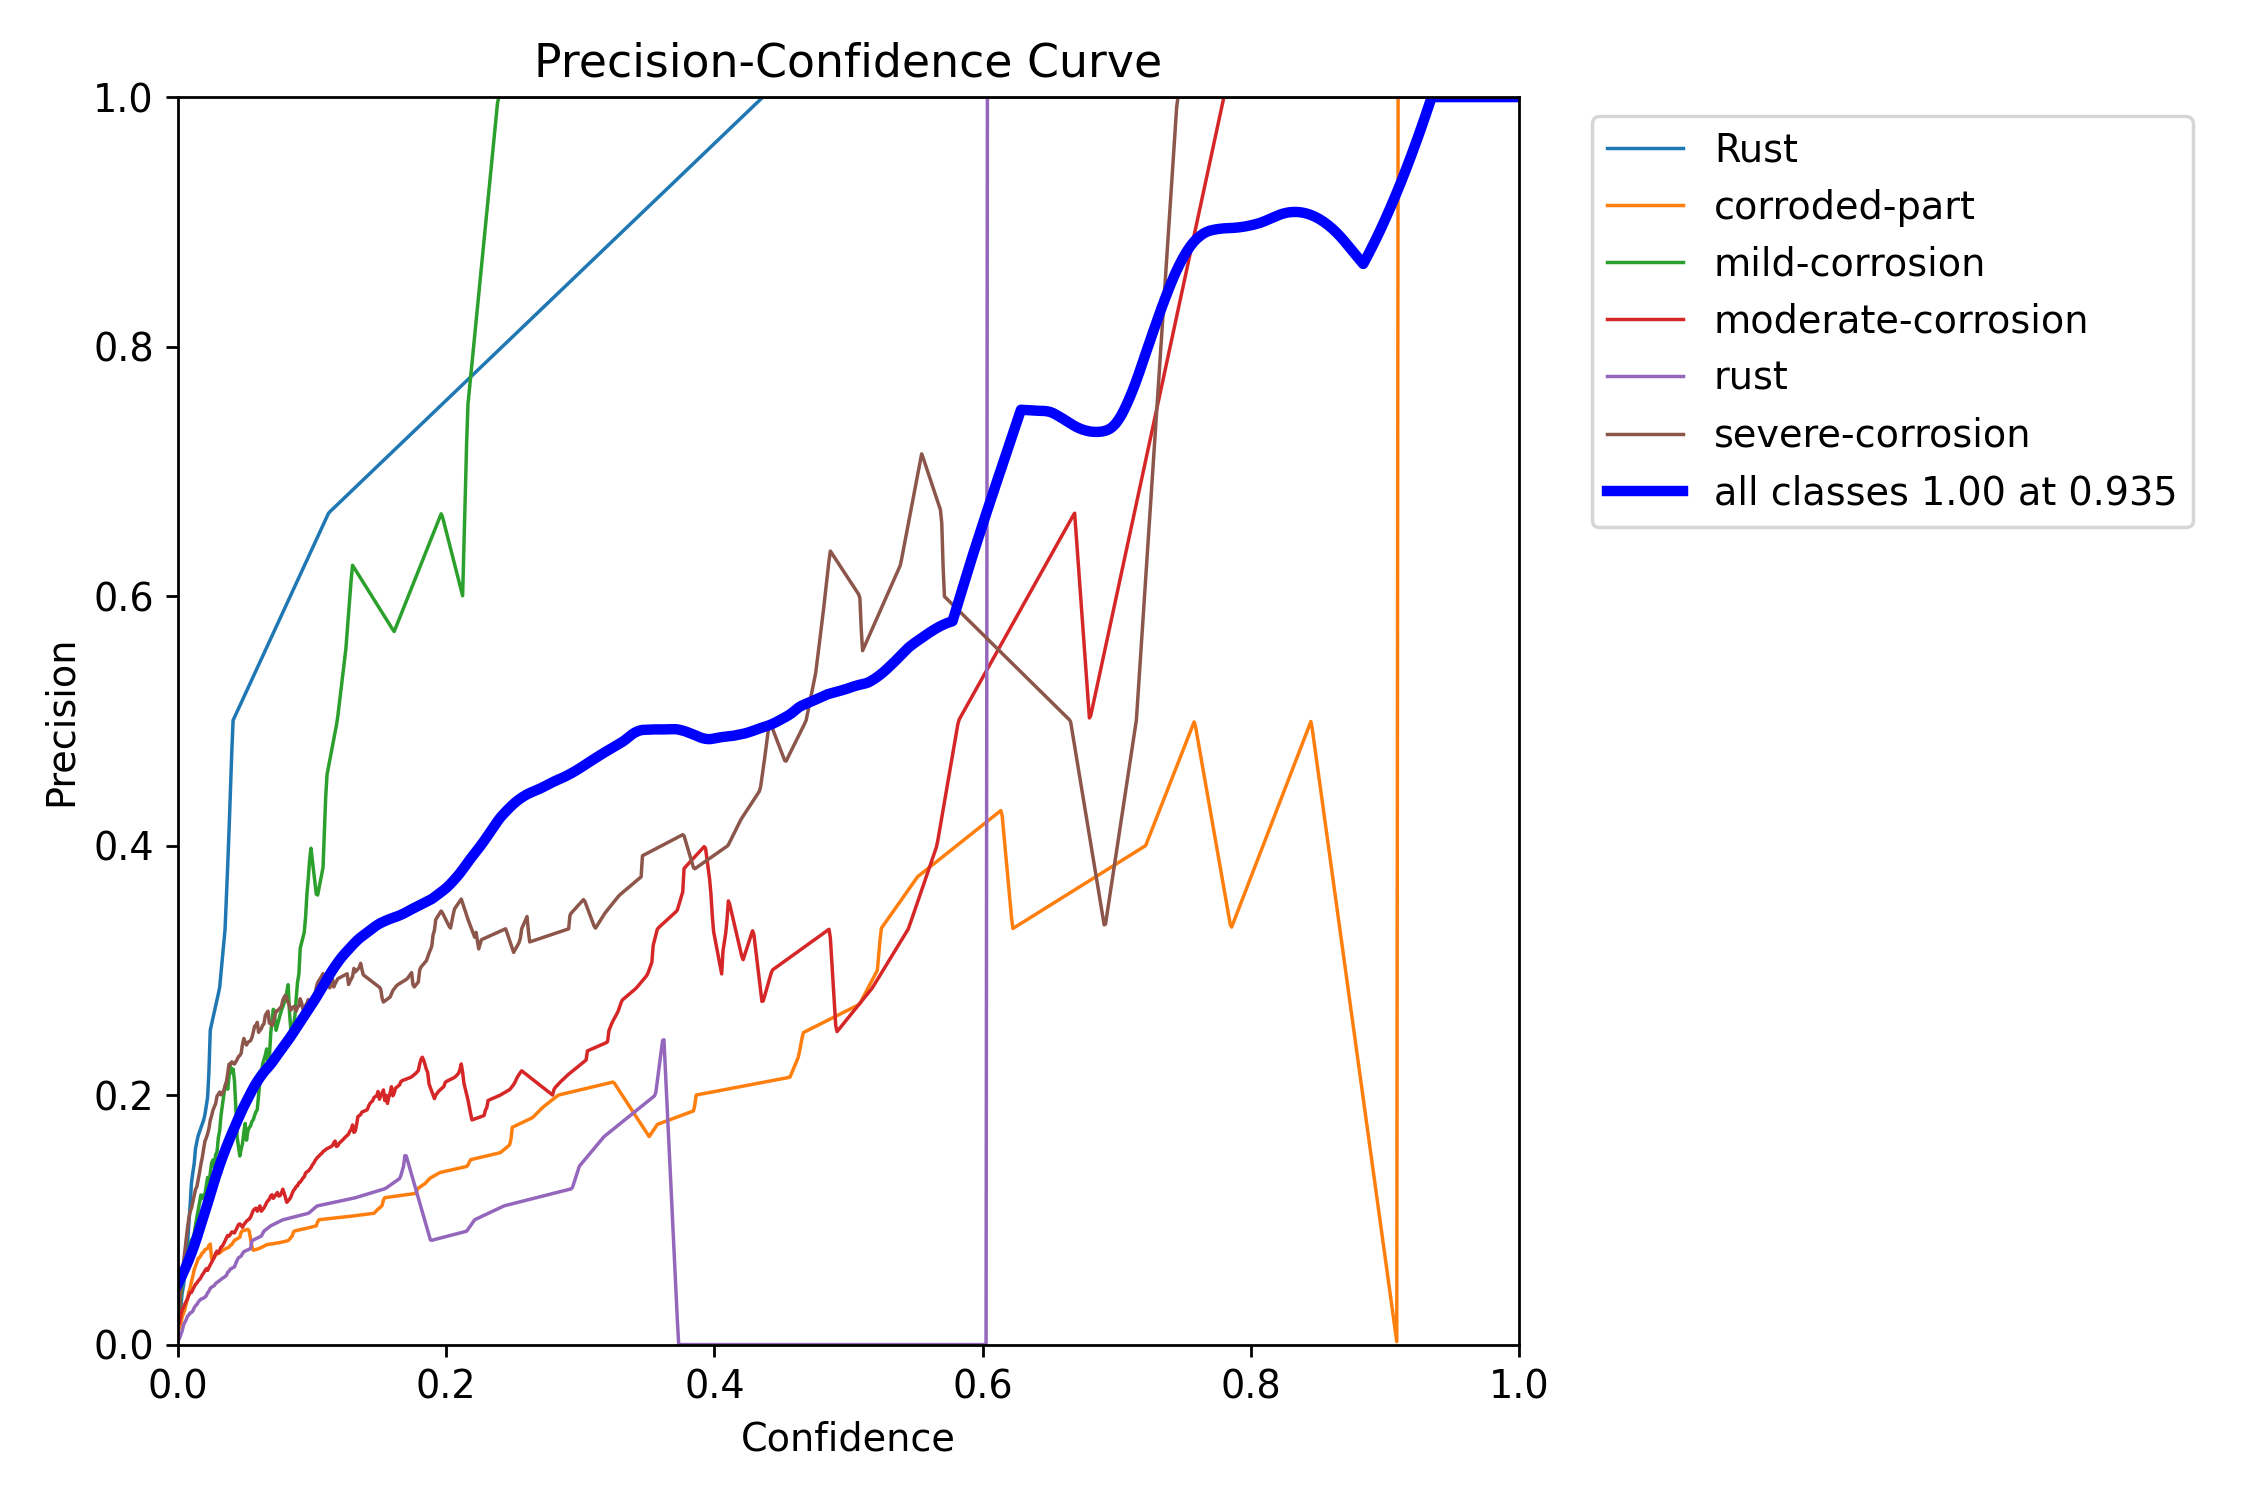 Precision-Confidence Curve
1.0
0.8
0.6
0.4
0.2
0.0
Precision
0.0 0.2 0.4 0.6 0.8 1.0
Confidence
Rust
corroded-part
mild-corrosion
moderate-corrosion
rust
severe-corrosion
all classes 1.00 at 0.935